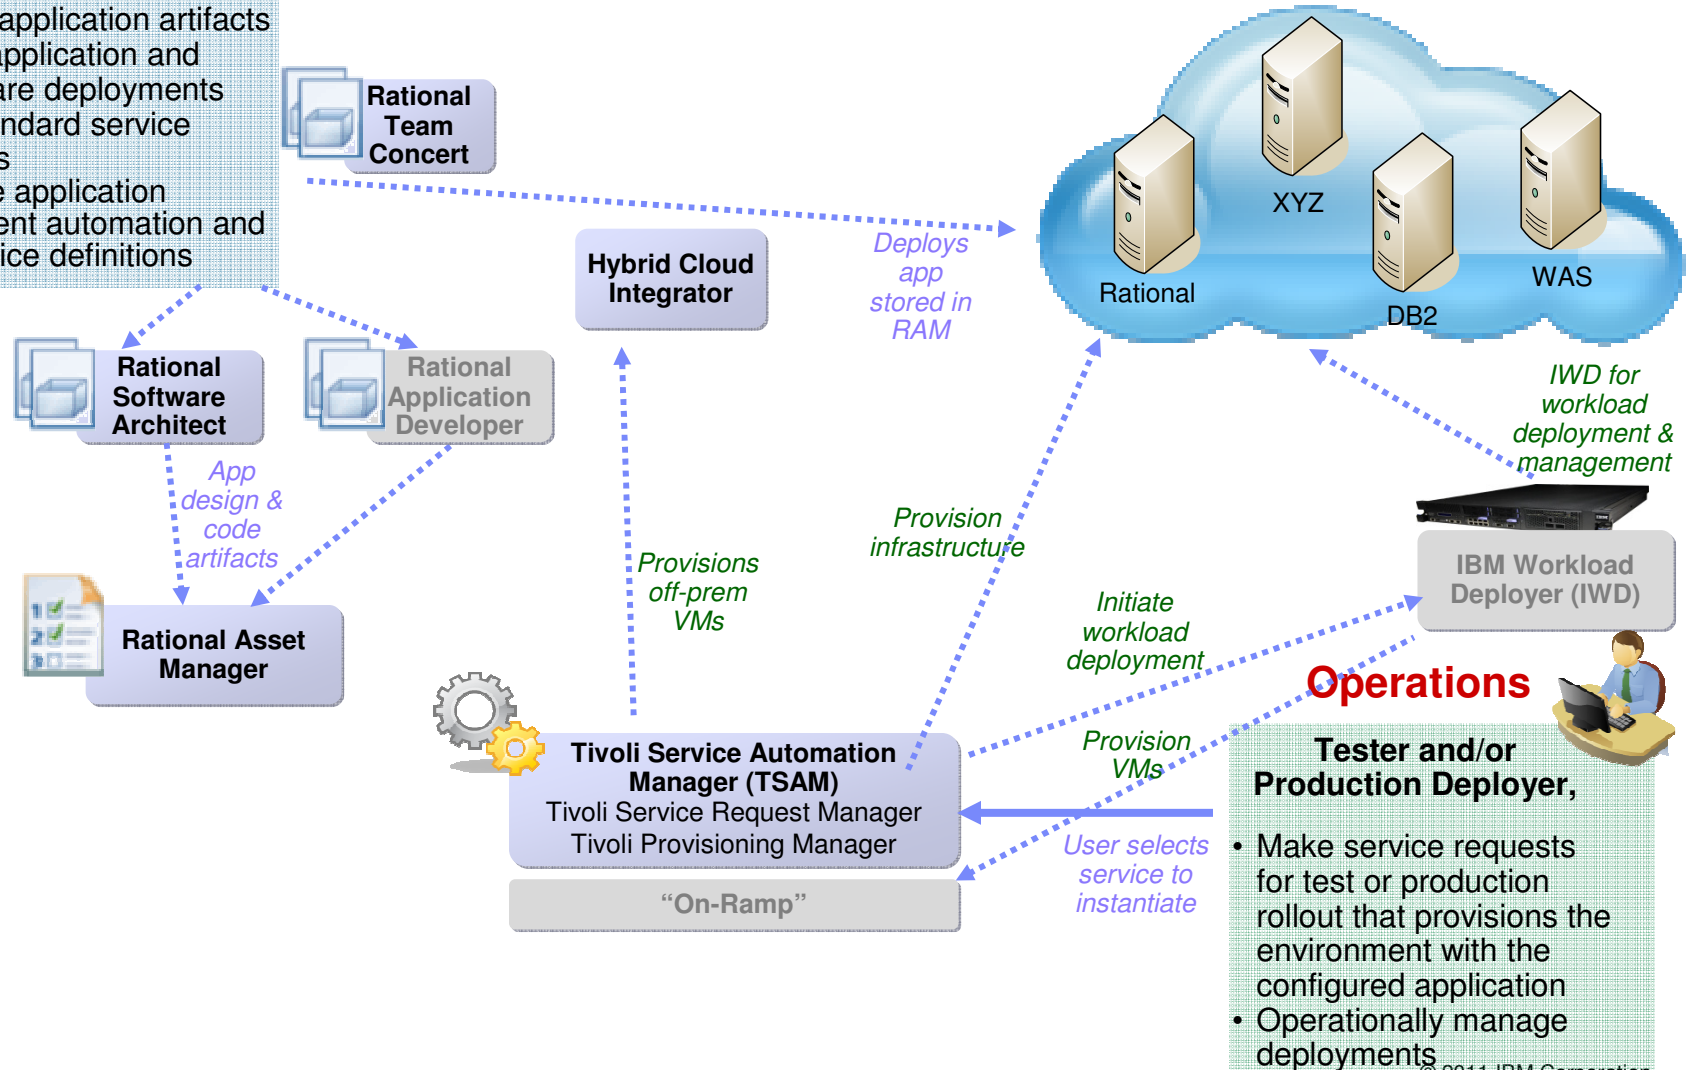 application artifacts
application and
are deployments
andard service
s
e application
ent automation and
ice definitions
Rational
Team
Concert
Hybrid Cloud
Integrator
Deploys
app
stored in
RAM
XYZ
Rational
DB2
WAS
Rational
Software
Architect
Rational
Application
Developer
App
design &
code
artifacts
Rational Asset
Manager
Provisions
off-prem
VMs
Provision
infrastructure
IWD for
workload
deployment &
management
IBM Workload
Deployer (IWD)
Initiate
workload
deployment
Provision
VMs
Tivoli Service Automation
Manager (TSAM)
Tivoli Service Request Manager
Tivoli Provisioning Manager
“On-Ramp”
User selects
service to
instantiate
Operations
Tester and/or
Production Deployer,
• Make service requests
for test or production
rollout that provisions the
environment with the
configured application
• Operationally manage
deployments
© 2011 IBM Corporation